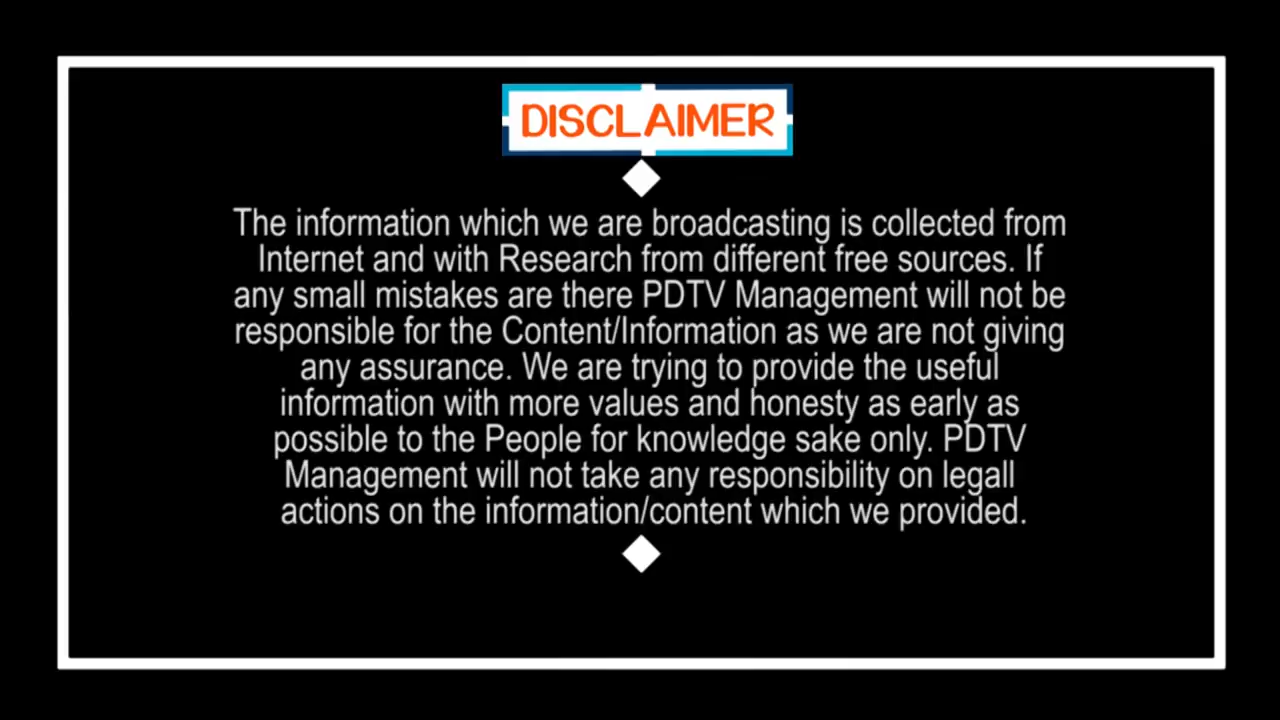 DISCLAIMER
The information which we are broadcasting is collected from
Internet and with Research from different free sources. If
any small mistakes are there PDTV Management will not be
responsible for the Content/Information as we are not giving
any assurance. We are trying to provide the useful
information with more values and honesty as early as
possible to the People for knowledge sake only. PDTV
Management will not take any responsibility on legall
actions on the information/content which we provided.